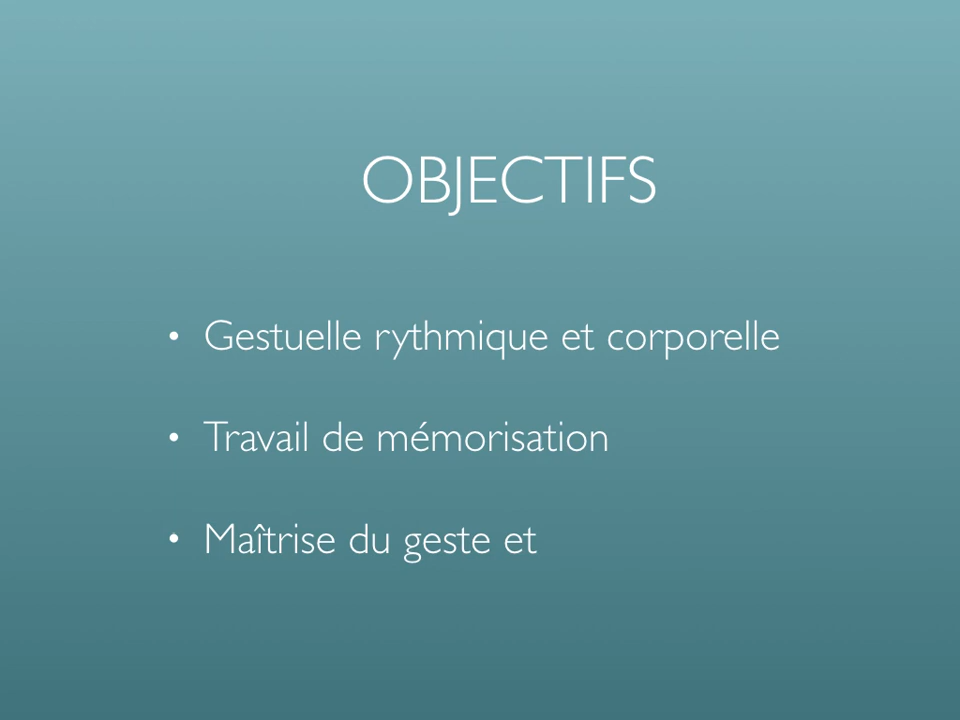 OBJECTIFS
• Gestuelle rythmique et corporelle
• Travail de mémorisation
• Maîtrise du geste et